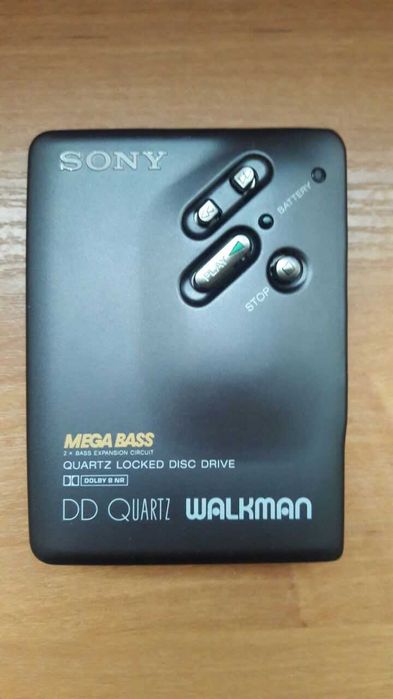 SONY
BATTERY
PLAY
STOP
MEGA BASS
2 × BASS EXPANSION CIRCUIT
QUARTZ LOCKED DISC DRIVE
DOLBY B NR
DD QUARTZ WALKMAN